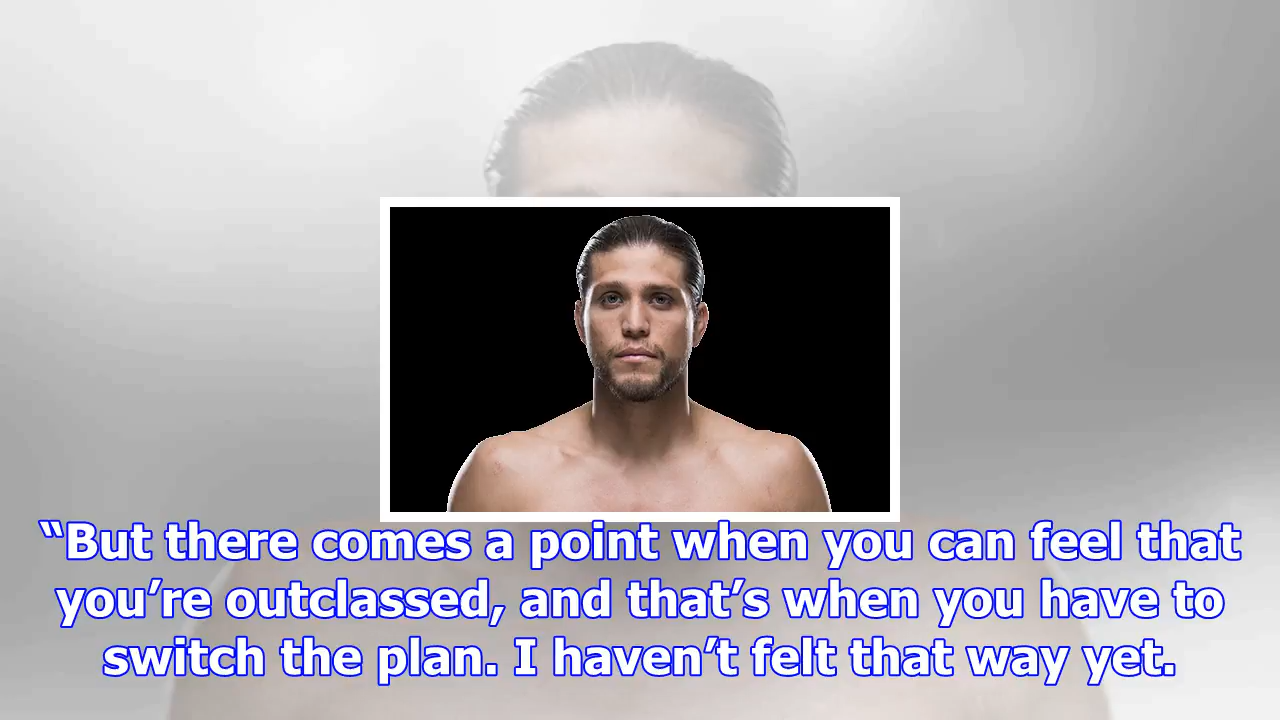 “But there comes a point when you can feel that
you’re outclassed, and that’s when you have to
switch the plan. I haven’t felt that way yet.